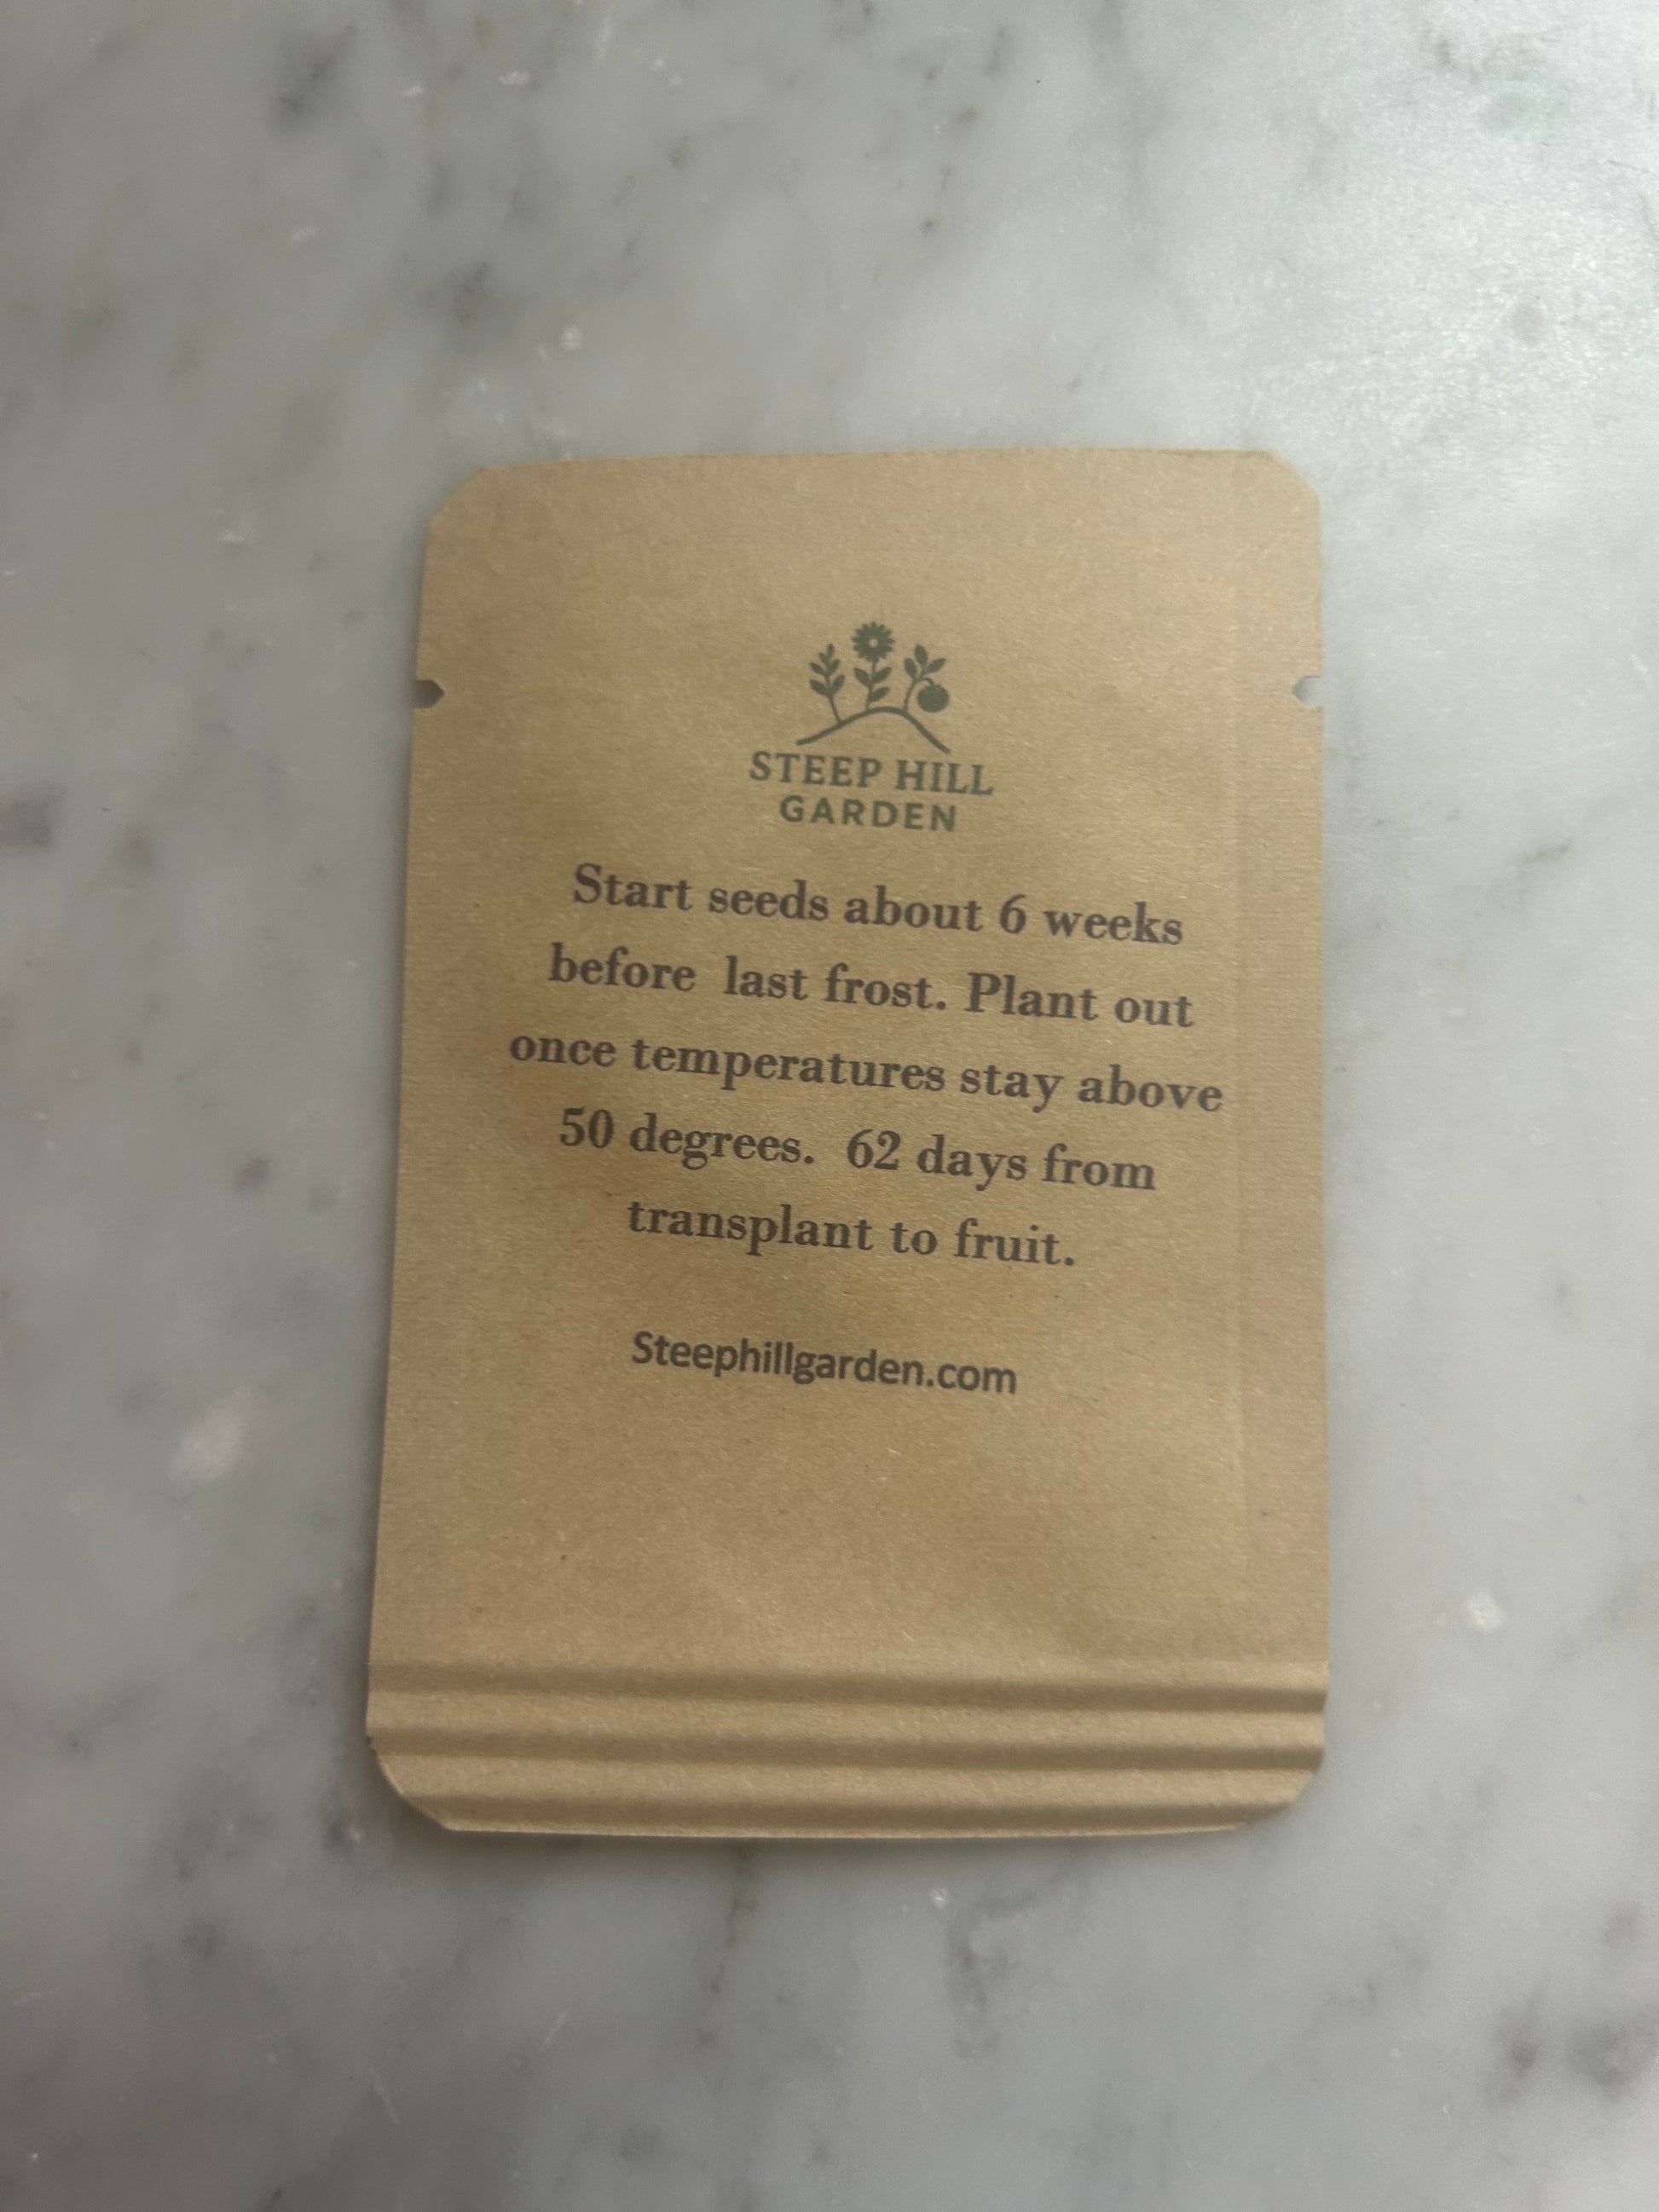 STEEP HILL
GARDEN
Start seeds about 6 weeks
before last frost. Plant out
once temperatures stay above
50 degrees. 62 days from
transplant to fruit.
Steephillgarden.com